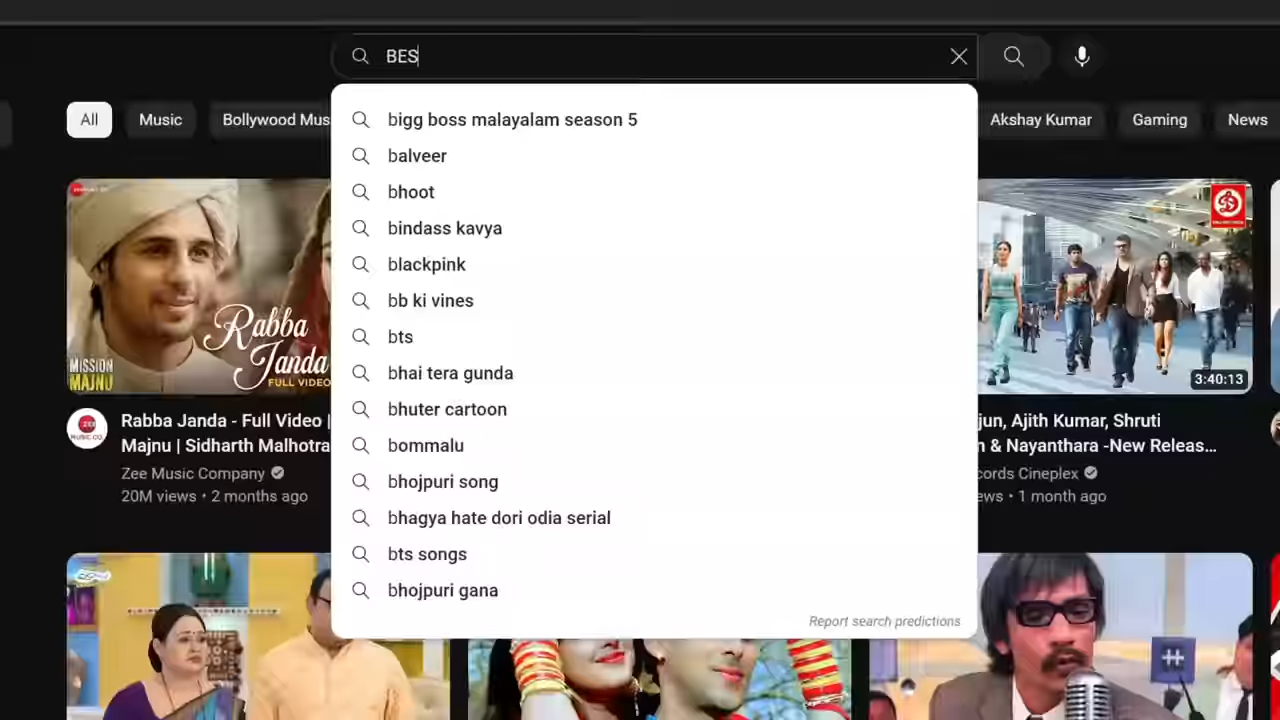 BES
All
Music
Bollywood Mus
Akshay Kumar
Gaming
News
bigg boss malayalam season 5
balveer
bhoot
bindass kavya
blackpink
bb ki vines
bts
bhai tera gunda
bhuter cartoon
bommalu
bhojpuri song
bhagya hate dori odia serial
bts songs
bhojpuri gana
Report search predictions
Rabba
Janda
FULL VIDEO
MISSION
MAJNU
3:40:13
ZEE
MUSIC CO.
Rabba Janda - Full Video |
Majnu | Sidharth Malhotra
Zee Music Company
20M views • 2 months ago
jun, Ajith Kumar, Shruti
n & Nayanthara -New Releas...
cords Cineplex
ews • 1 month ago